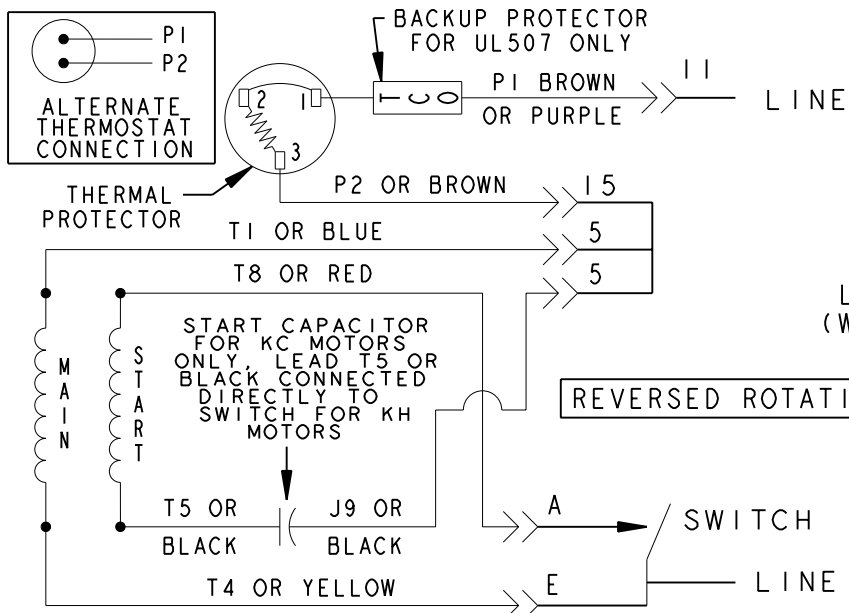 P1
P2
ALTERNATE
THERMOSTAT
CONNECTION
BACKUP PROTECTOR
FOR UL507 ONLY
TCO
P1 BROWN
OR PURPLE
11
LINE
2
1
3
THERMAL
PROTECTOR
P2 OR BROWN
15
T1 OR BLUE
5
T8 OR RED
5
L
(W
MAIN
START
START CAPACITOR
FOR KC MOTORS
ONLY, LEAD T5 OR
BLACK CONNECTED
DIRECTLY TO
SWITCH FOR KH
MOTORS
REVERSED ROTATI
T5 OR
BLACK
J9 OR
BLACK
A
SWITCH
T4 OR YELLOW
E
LINE